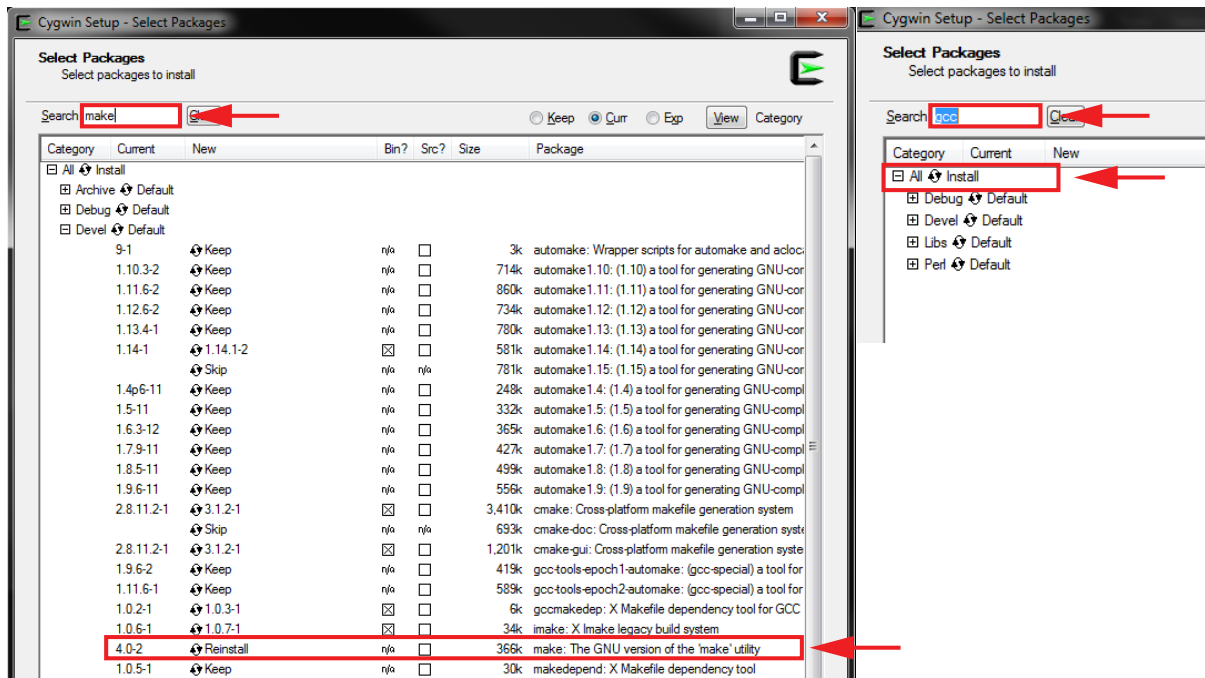 Cygwin Setup - Select Packages
Select Packages
Select packages to install
Search make
Keep Curr Exp View Category
Category Current New Bin? Src? Size Package
All Install
Archive Default
Debug Default
Devel Default
9-1 Keep n/a 3k automake: Wrapper scripts for automake and acloc
1.10.3-2 Keep n/a 714k automake1.10: (1.10) a tool for generating GNU-cor
1.11.6-2 Keep n/a 860k automake1.11: (1.11) a tool for generating GNU-cor
1.12.6-2 Keep n/a 734k automake1.12: (1.12) a tool for generating GNU-cor
1.13.4-1 Keep n/a 780k automake1.13: (1.13) a tool for generating GNU-cor
1.14-1 1.14.1-2 581k automake1.14: (1.14) a tool for generating GNU-cor
Skip n/a n/a 781k automake1.15: (1.15) a tool for generating GNU-cor
1.4p6-11 Keep n/a 248k automake1.4: (1.4) a tool for generating GNU-compl
1.5-11 Keep n/a 332k automake1.5: (1.5) a tool for generating GNU-compl
1.6.3-12 Keep n/a 365k automake1.6: (1.6) a tool for generating GNU-compl
1.7.9-11 Keep n/a 427k automake1.7: (1.7) a tool for generating GNU-compl
1.8.5-11 Keep n/a 499k automake1.8: (1.8) a tool for generating GNU-compl
1.9.6-11 Keep n/a 556k automake1.9: (1.9) a tool for generating GNU-compl
2.8.11.2-1 3.1.2-1 3,410k cmake: Cross-platform makefile generation system
Skip n/a n/a 693k cmake-doc: Cross-platform makefile generation syste
2.8.11.2-1 3.1.2-1 1,201k cmake-gui: Cross-platform makefile generation syste
1.9.6-2 Keep n/a 419k gcc-tools-epoch1-automake: (gcc-special) a tool for
1.11.6-1 Keep n/a 589k gcc-tools-epoch2-automake: (gcc-special) a tool for
1.0.2-1 1.0.3-1 6k gccmakedep: X Makefile dependency tool for GCC
1.0.6-1 1.0.7-1 34k imake: X Imake legacy build system
4.0-2 Reinstall n/a 366k make: The GNU version of the 'make' utility
1.0.5-1 Keep n/a 30k makedepend: X Makefile dependency tool
Cygwin Setup - Select Packages
Select Packages
Select packages to install
Search gcc
Category Current New
All Install
Debug Default
Devel Default
Libs Default
Perl Default